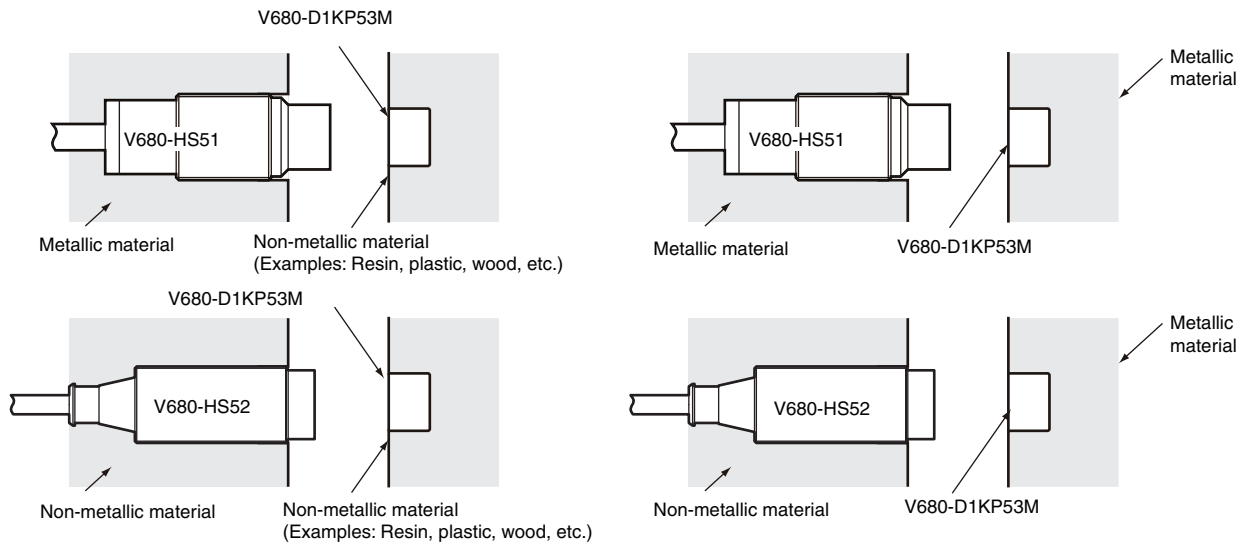 V680-D1KP53M
V680-HS51
Metallic material
Non-metallic material
(Examples: Resin, plastic, wood, etc.)
V680-HS51
Metallic
material
Metallic material
V680-D1KP53M
V680-D1KP53M
V680-HS52
Non-metallic material
Non-metallic material
(Examples: Resin, plastic, wood, etc.)
V680-HS52
Metallic
material
Non-metallic material
V680-D1KP53M